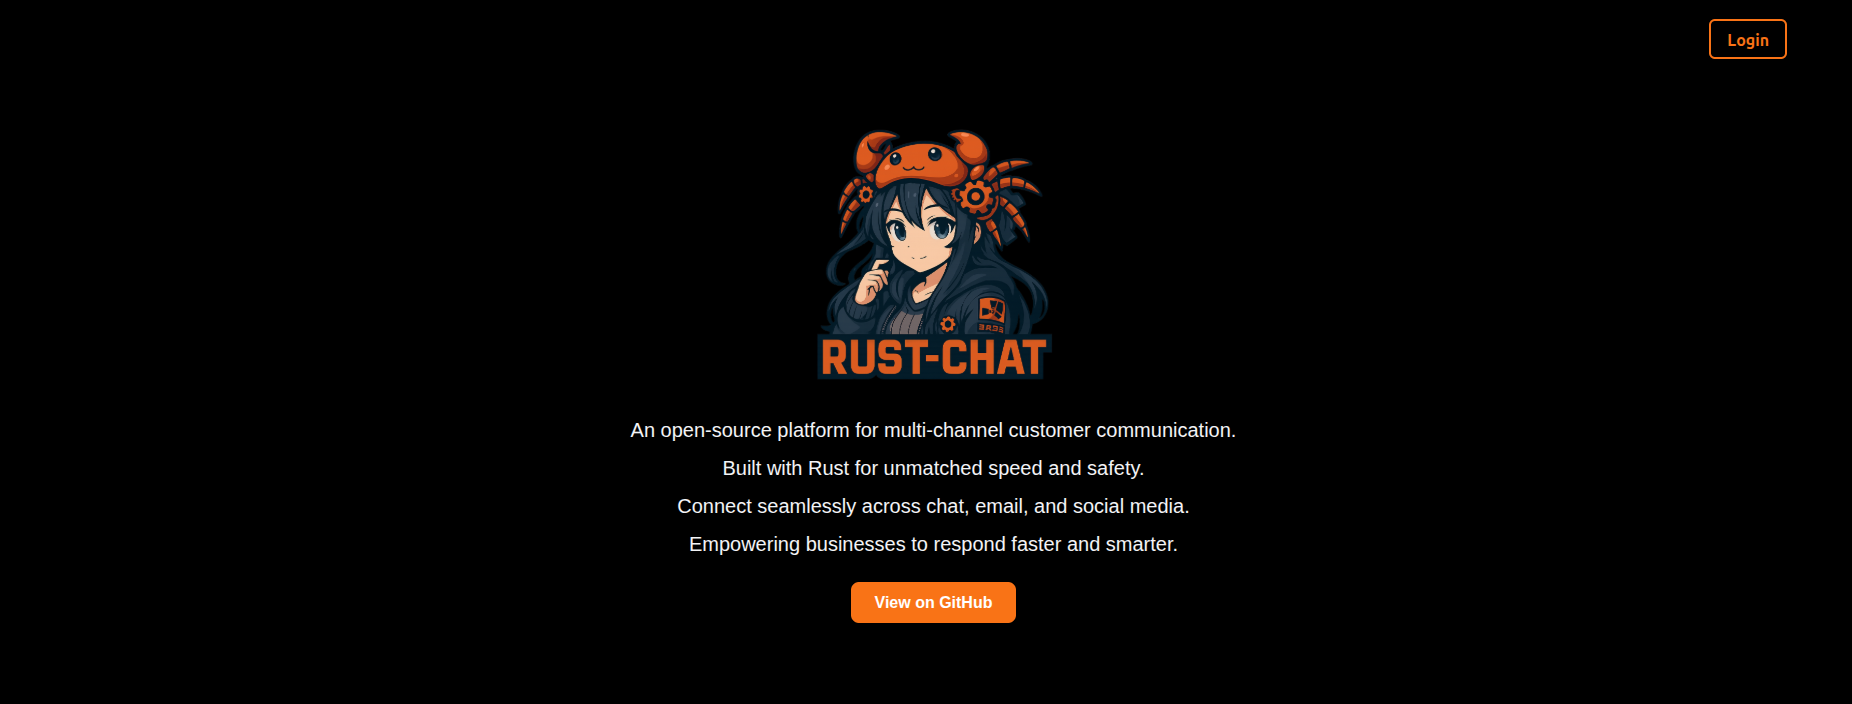 Login
RUST-CHAT
An open-source platform for multi-channel customer communication.
Built with Rust for unmatched speed and safety.
Connect seamlessly across chat, email, and social media.
Empowering businesses to respond faster and smarter.
View on GitHub